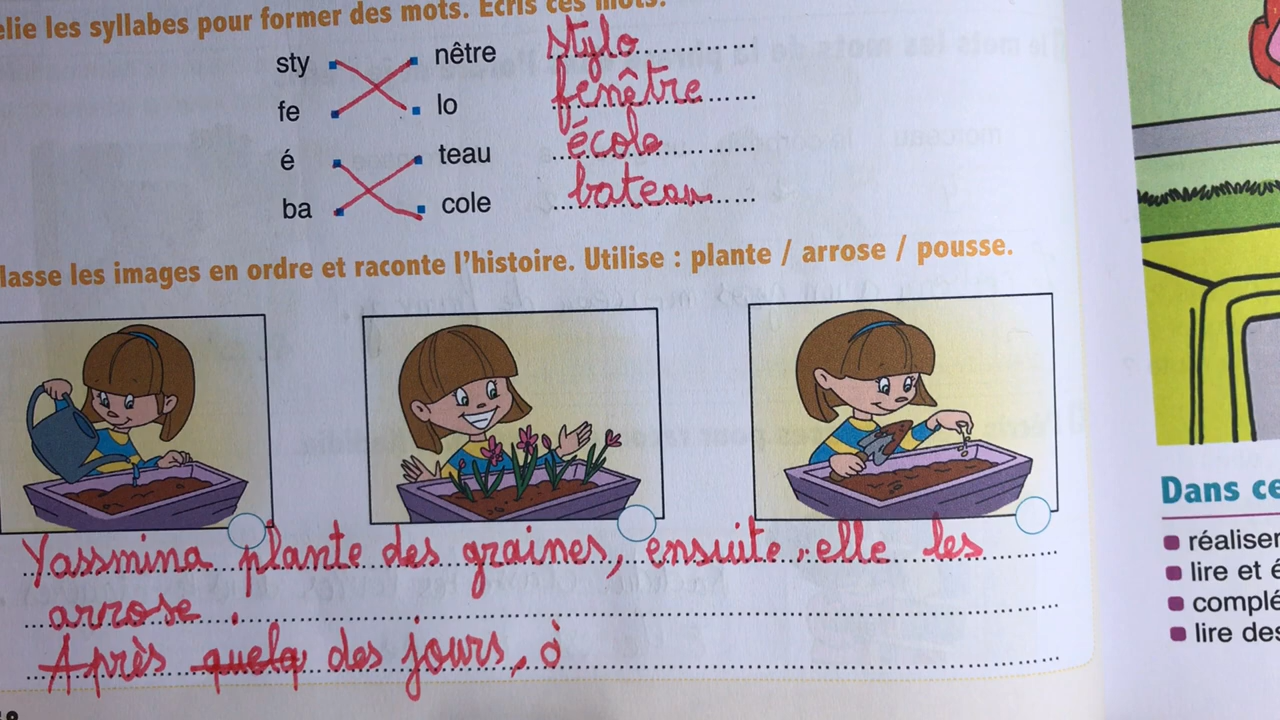 elie les syllabes pour former des mots. Ecris ces mots.
sty nêtre stylo
fe lo fenêtre
é teau école
ba cole bateau
lasse les images en ordre et raconte l'histoire. Utilise : plante / arrose / pousse.
Yassmina plante des graines, ensuite elle les
arrose.
Après quelq des jours, o
Dans ce
réaliser
lire et é
complé
lire des